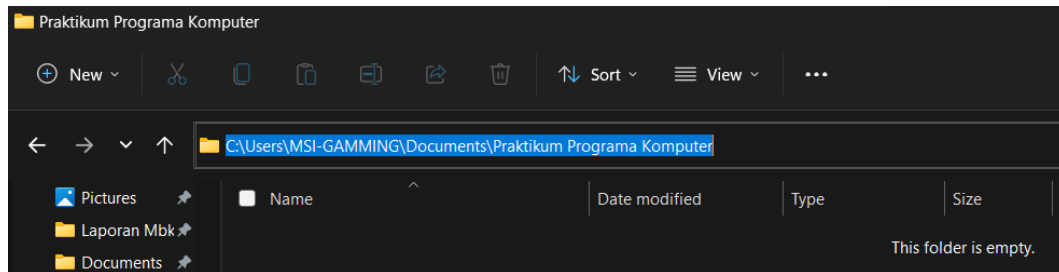 Praktikum Programa Komputer
New
Sort
View
C:\Users\MSI-GAMMING\Documents\Praktikum Programa Komputer
Pictures
Name
Date modified
Type
Size
Laporan Mbk
Documents
This folder is empty.